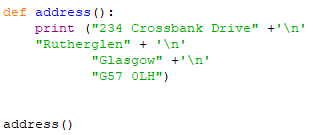 def address():
print ("234 Crossbank Drive" +'\n'
"Rutherglen" + '\n'
"Glasgow" +'\n'
"G57 0LH")
address()